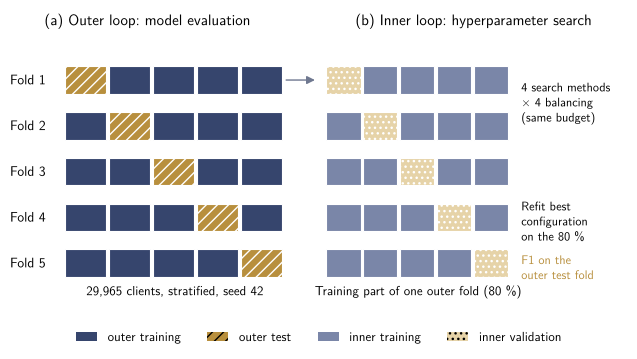 (a) Outer loop: model evaluation
(b) Inner loop: hyperparameter search
Fold 1
Fold 2
Fold 3
Fold 4
Fold 5
4 search methods
× 4 balancing
(same budget)
Refit best
configuration
on the 80 %
F1 on the
outer test fold
29,965 clients, stratified, seed 42
Training part of one outer fold (80 %)
outer training
outer test
inner training
inner validation